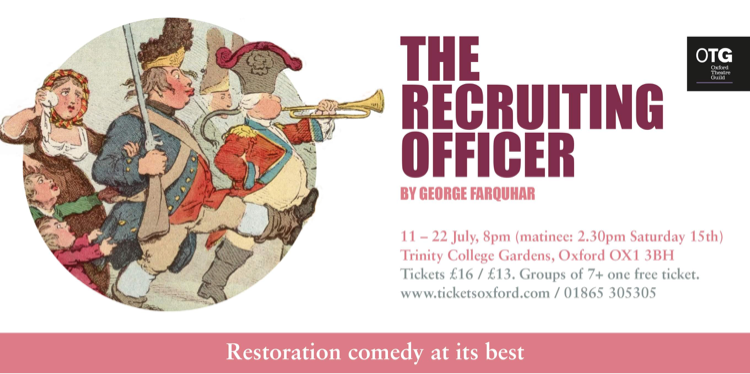 THE
RECRUITING
OFFICER
BY GEORGE FARQUHAR
OTG
Oxford
Theatre
Guild
11 – 22 July, 8pm (matinee: 2.30pm Saturday 15th)
Trinity College Gardens, Oxford OX1 3BH
Tickets £16 / £13. Groups of 7+ one free ticket.
www.ticketsoxford.com / 01865 305305
Restoration comedy at its best